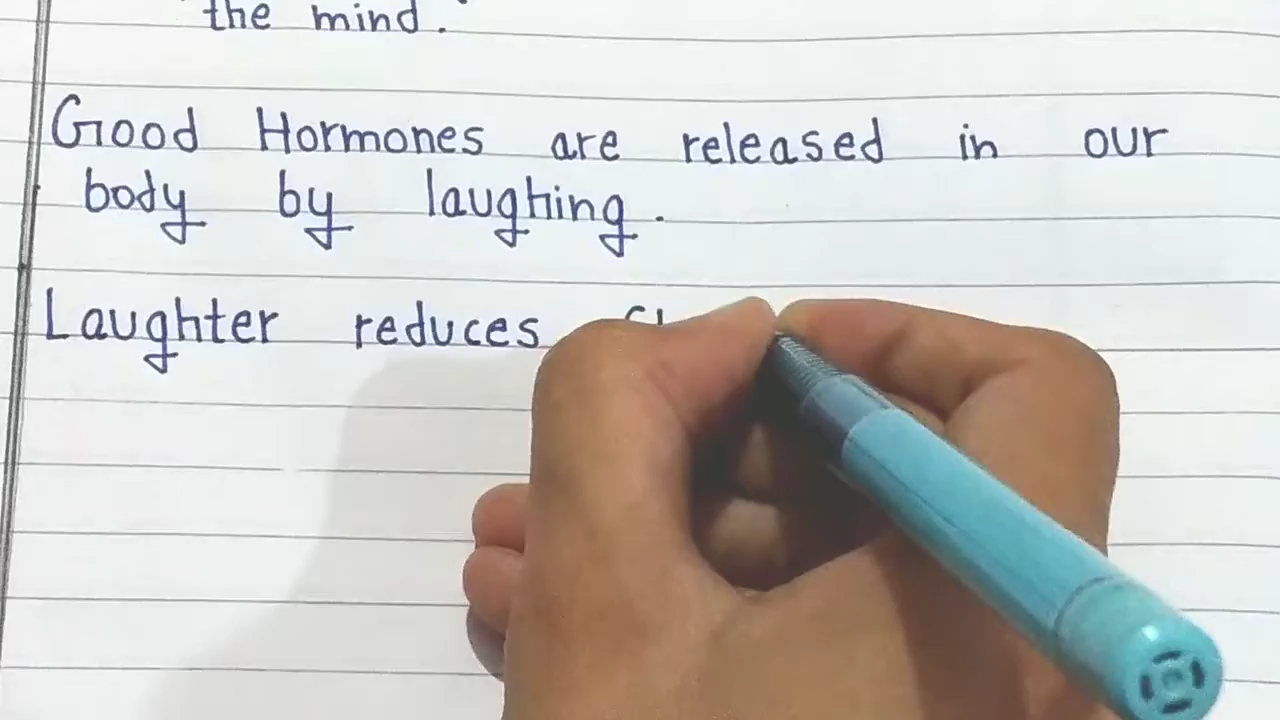 the mind.
Good Hormones are released in our
body by laughing.
Laughter reduces